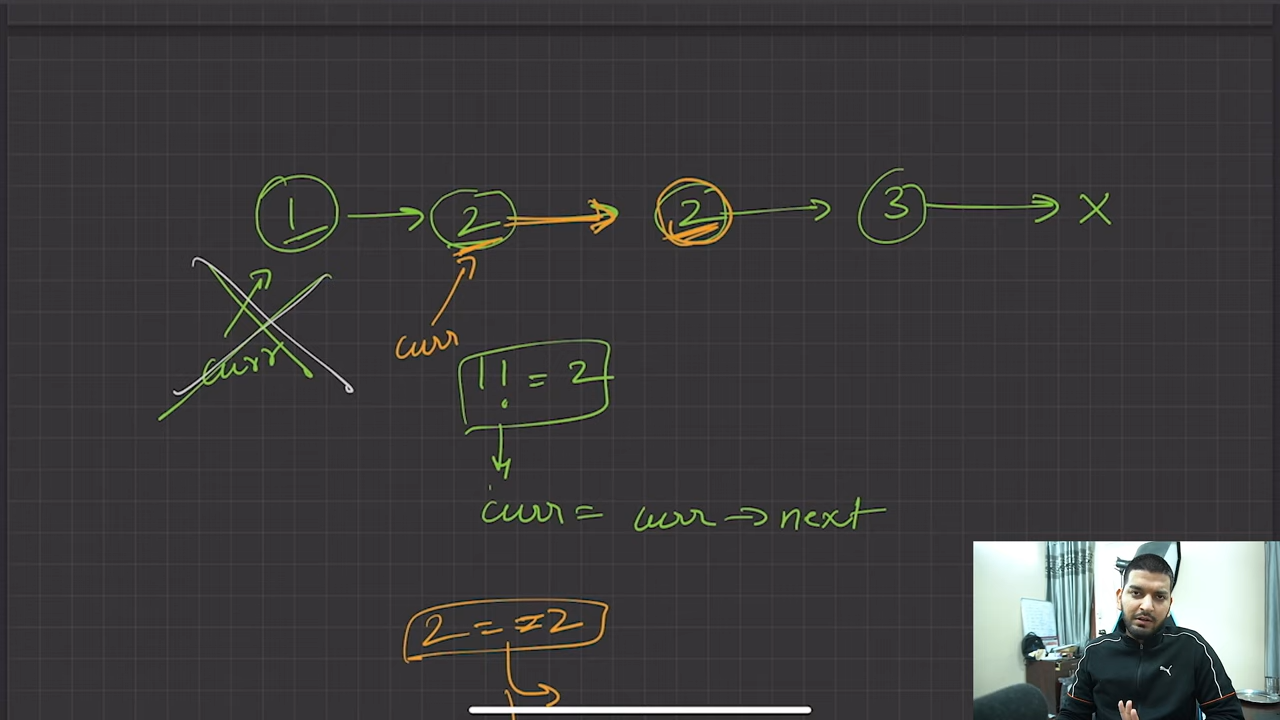 1 → 2 → 2 → 3 → X
curr
curr
1 != 2
curr = curr → next
2 == 2